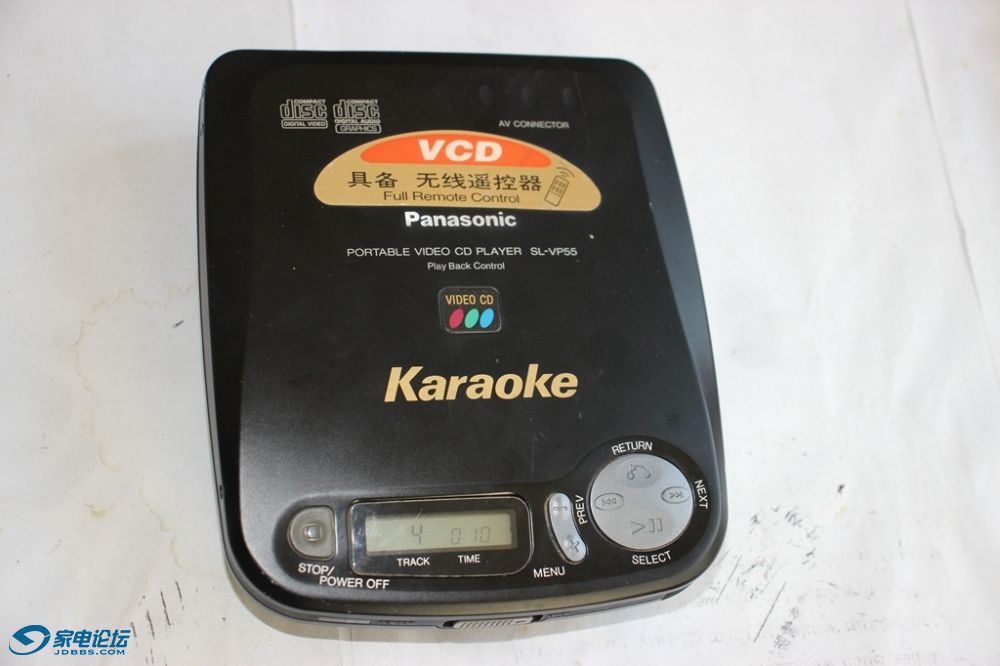 COMPACT disc DIGITAL VIDEO
COMPACT disc DIGITAL AUDIO GRAPHICS
AV CONNECTOR
VCD
具备 无线遥控器
Full Remote Control
Panasonic
PORTABLE VIDEO CD PLAYER SL-VP55
Play Back Control
VIDEO CD
Karaoke
RETURN
PREV
NEXT
SELECT
MENU
4 0:10
TRACK TIME
STOP/
POWER OFF
家电论坛
JDBBS.COM